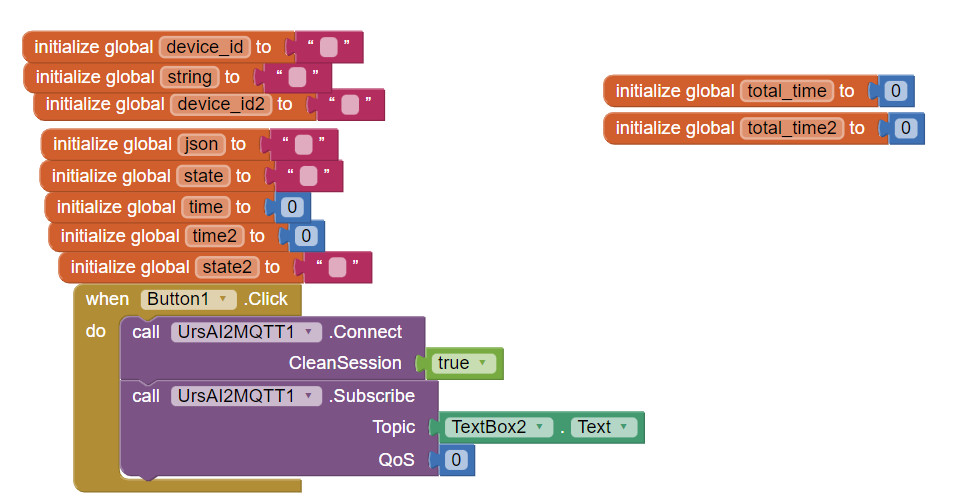 initialize global device_id to “ ”
initialize global string to “ ”
initialize global device_id2 to “ ”
initialize global json to “ ”
initialize global state to “ ”
initialize global time to 0
initialize global time2 to 0
initialize global state2 to “ ”
initialize global total_time to 0
initialize global total_time2 to 0
when Button1 .Click
do call UrsAI2MQTT1 .Connect
CleanSession true
call UrsAI2MQTT1 .Subscribe
Topic TextBox2 . Text
QoS 0